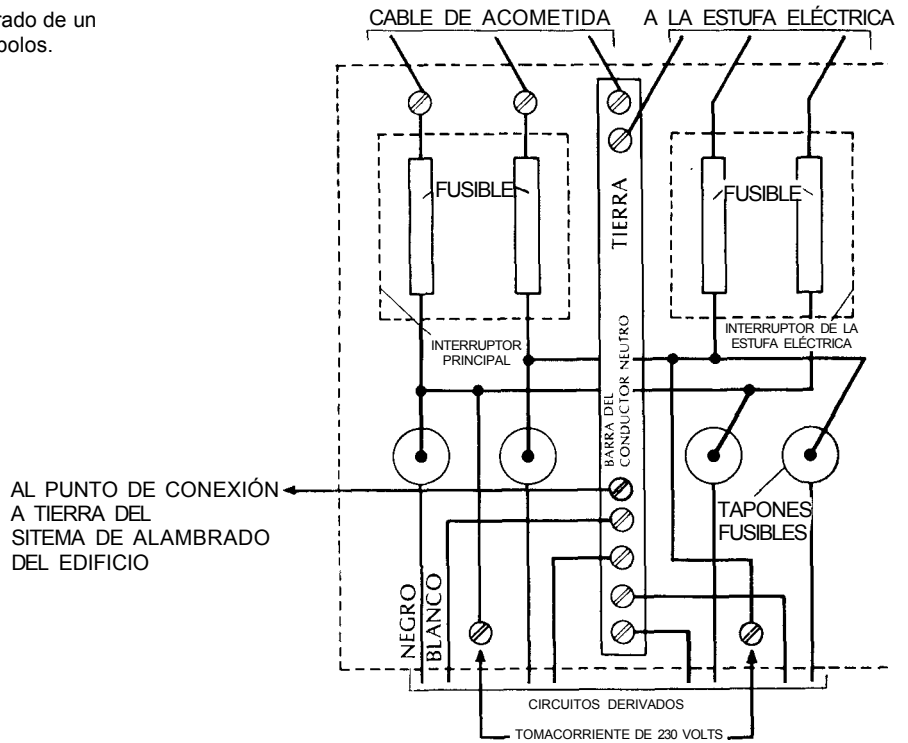 rado de un
polos.
CABLE DE ACOMETIDA
A LA ESTUFA ELÉCTRICA
FUSIBLE
FUSIBLE
TIERRA
INTERRUPTOR
PRINCIPAL
INTERRUPTOR DE LA
ESTUFA ELÉCTRICA
BARRA DEL
CONDUCTOR NEUTRO
AL PUNTO DE CONEXIÓN
A TIERRA DEL
SITEMA DE ALAMBRADO
DEL EDIFICIO
TAPONES
FUSIBLES
NEGRO
BLANCO
CIRCUITOS DERIVADOS
TOMACORRIENTE DE 230 VOLTS